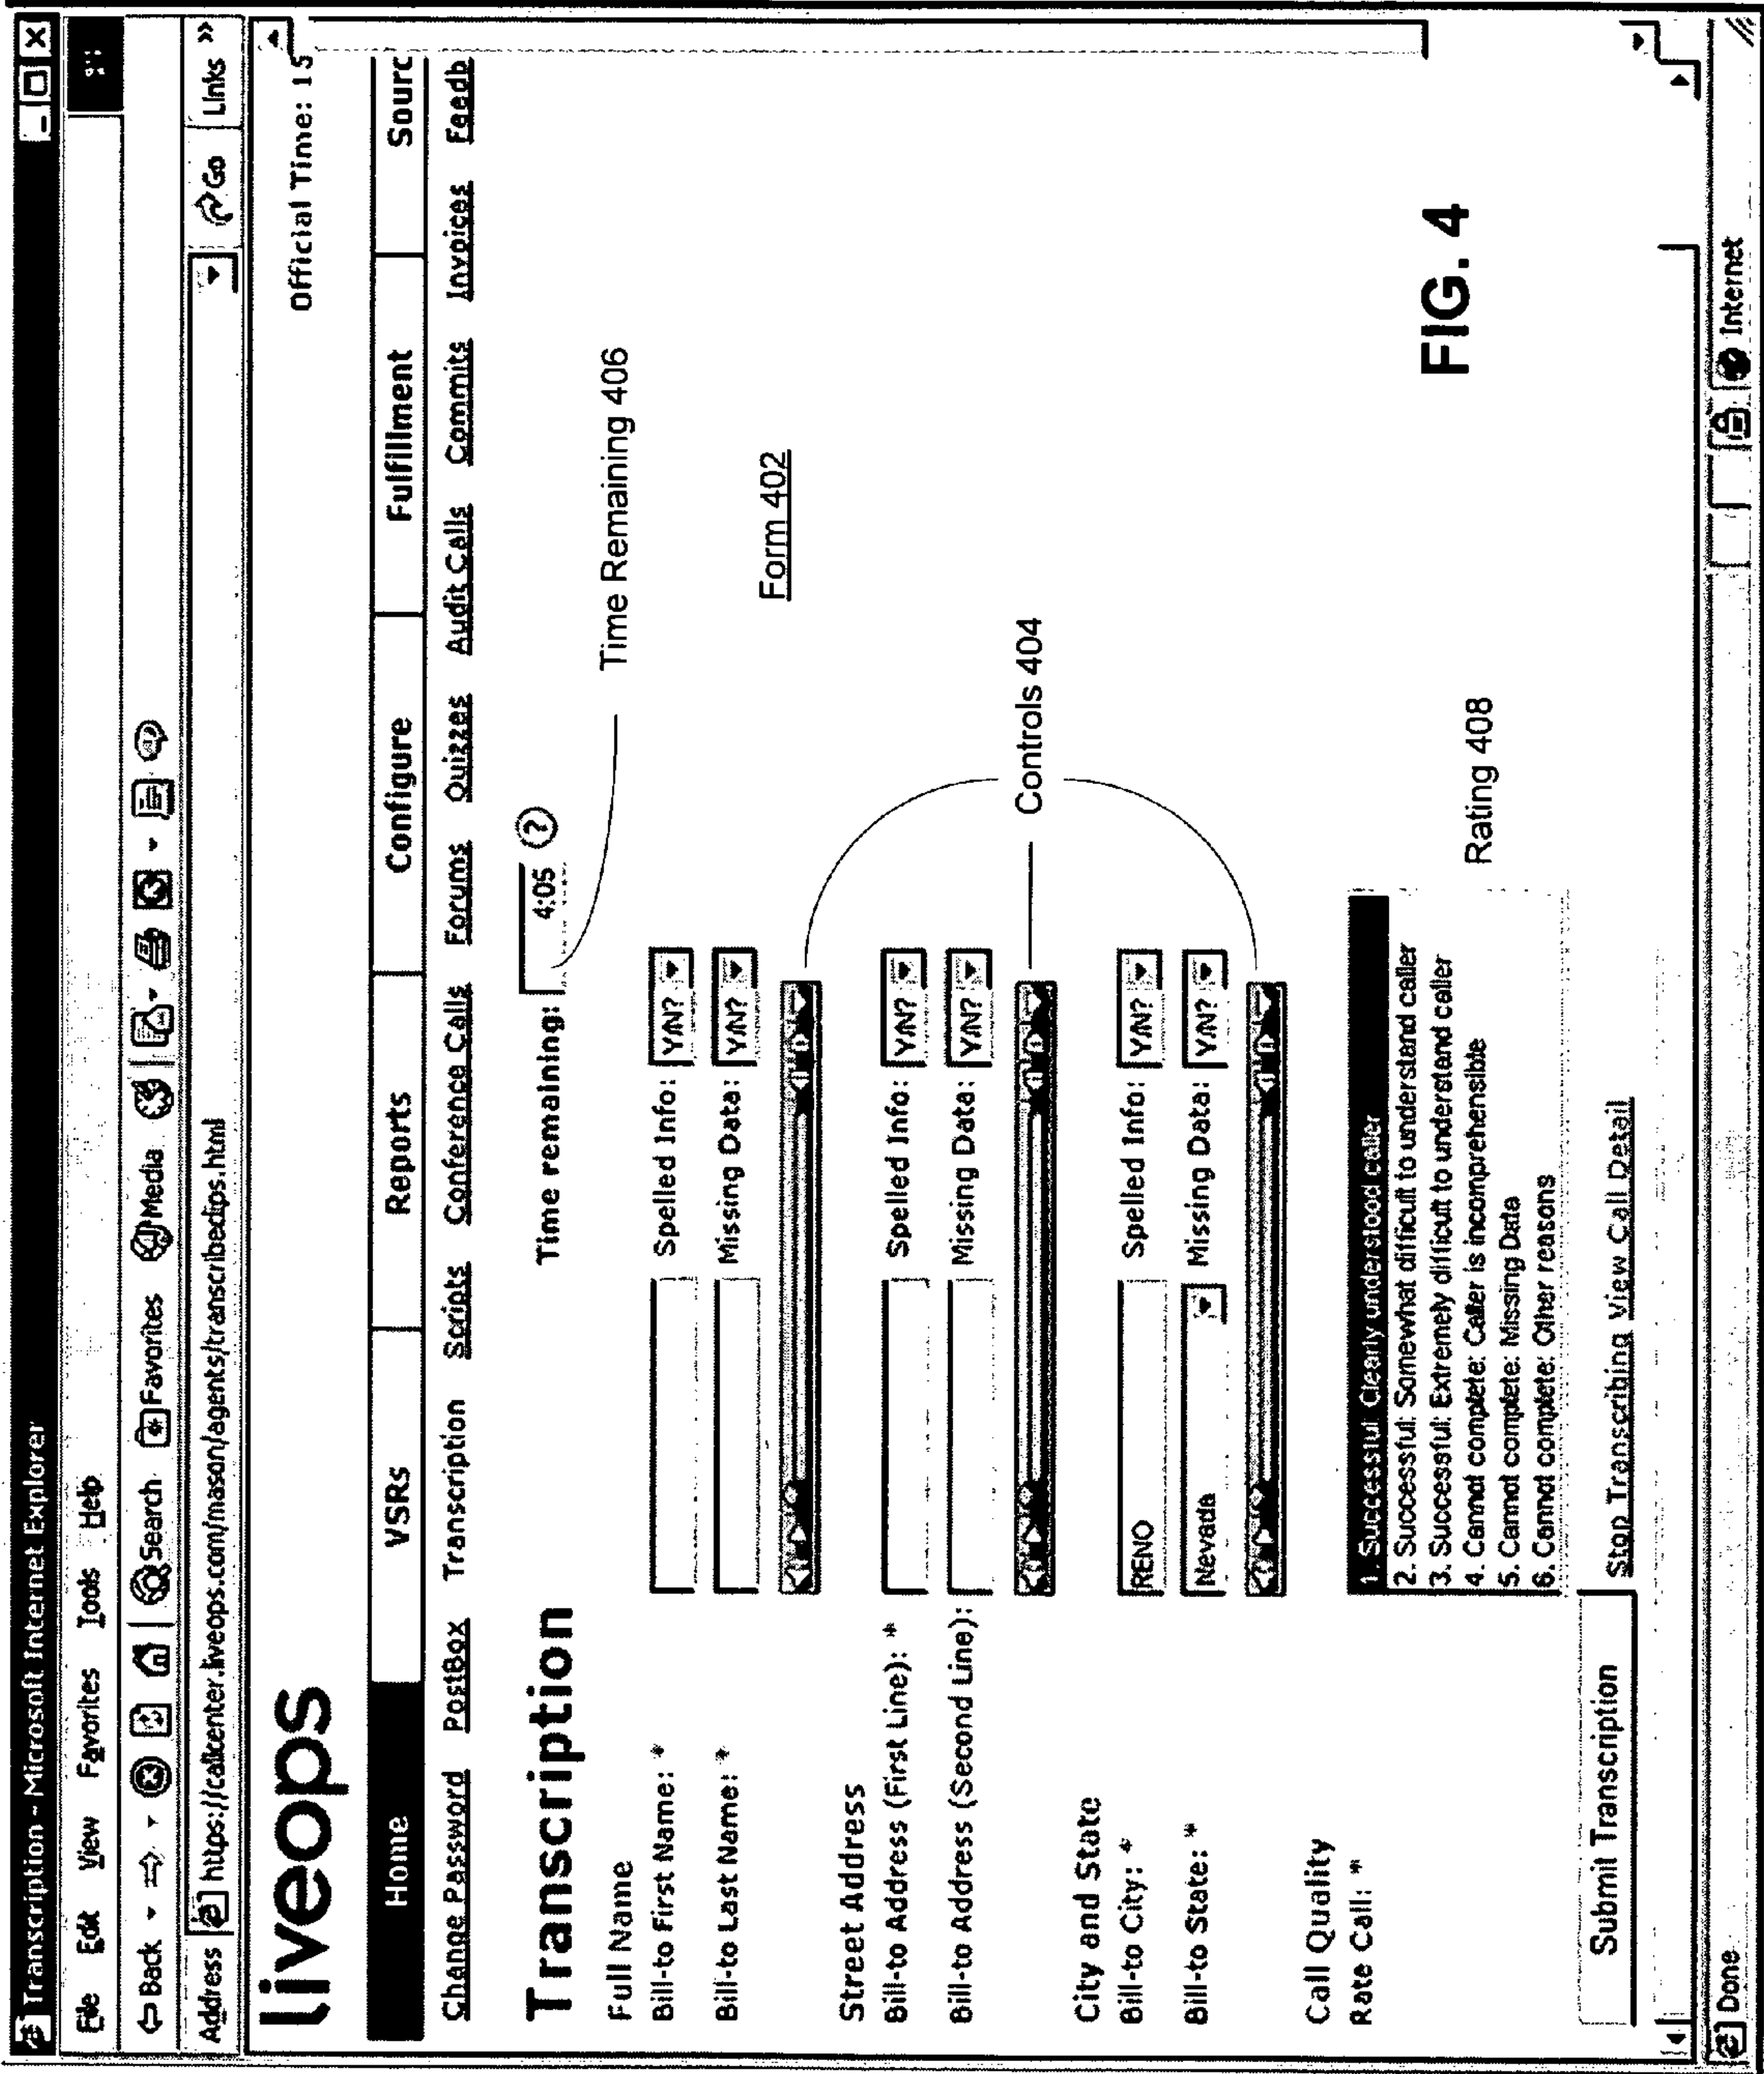 Transcription - Microsoft Internet Explorer
File Edit View Favorites Tools Help
Back Search Favorites Media
Address https://callcenter.liveops.com/mason/agents/transcribedips.html Go Links »
liveops
Official Time: 15
Home VSRs Reports Configure Fulfillment Sourc
Change Password PostBox Transcription Scripts Conference Calls Forums Quizzes Audit Calls Commits Invoices Feedb
Transcription
Time remaining: 4:05 ?
Time Remaining 406
Full Name
Bill-to First Name: * Spelled Info: Y/N?
Bill-to Last Name: * Missing Data: Y/N?
Form 402
Street Address
Bill-to Address (First Line): * Spelled Info: Y/N?
Bill-to Address (Second Line): Missing Data: Y/N?
Controls 404
City and State
Bill-to City: * RENO Spelled Info: Y/N?
Bill-to State: * Nevada Missing Data: Y/N?
Call Quality
Rate Call: * 1. Successful: Clearly understood caller
2. Successful: Somewhat difficult to understand caller
3. Successful: Extremely difficult to understand caller
4. Cannot complete: Caller is incomprehensible
5. Cannot complete: Missing Data
6. Cannot complete: Other reasons
Rating 408
Submit Transcription Stop Transcribing View Call Detail
FIG. 4
Done Internet